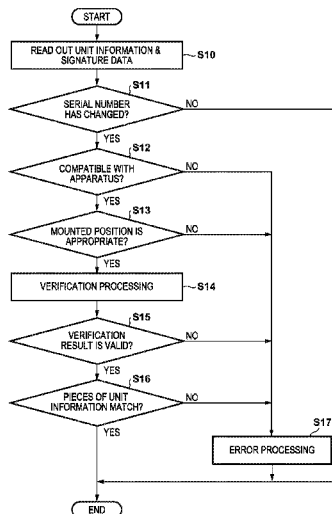 START
READ OUT UNIT INFORMATION &
SIGNATURE DATA
S10
S11
SERIAL NUMBER
HAS CHANGED?
NO
YES
S12
COMPATIBLE WITH
APPARATUS?
NO
YES
S13
MOUNTED POSITION IS
APPROPRIATE?
NO
YES
VERIFICATION PROCESSING
S14
S15
VERIFICATION
RESULT IS VALID?
NO
YES
S16
PIECES OF UNIT
INFORMATION MATCH?
NO
YES
S17
ERROR PROCESSING
END